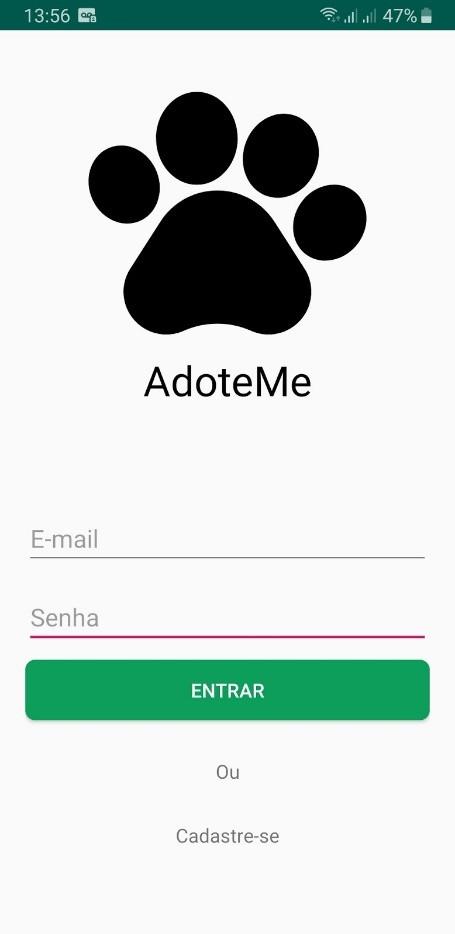 13:56
47%
AdoteMe
E-mail
Senha
ENTRAR
Ou
Cadastre-se